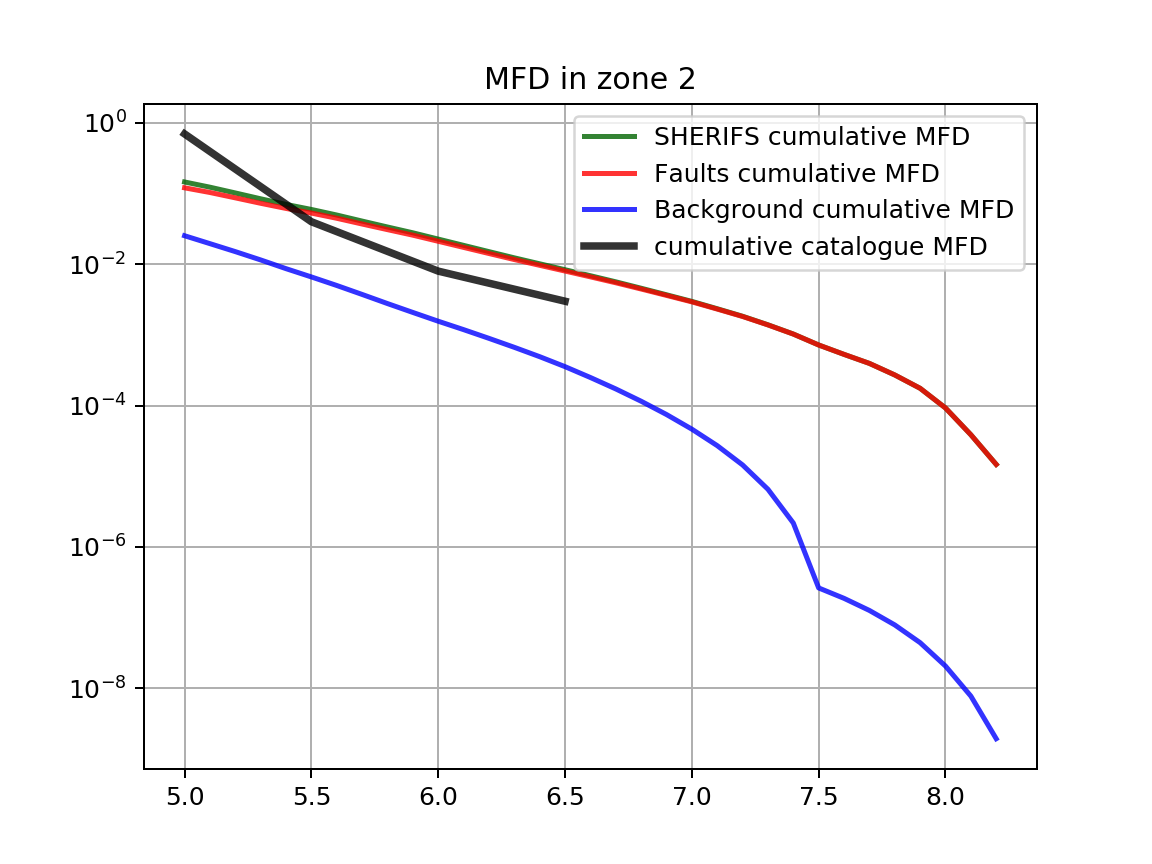 MFD in zone 2
10⁰
10⁻²
10⁻⁴
10⁻⁶
10⁻⁸
SHERIFS cumulative MFD
Faults cumulative MFD
Background cumulative MFD
cumulative catalogue MFD
5.0 5.5 6.0 6.5 7.0 7.5 8.0